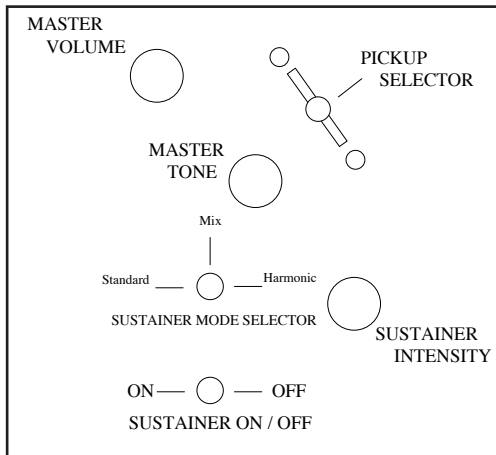 MASTER
VOLUME
PICKUP
SELECTOR
MASTER
TONE
Mix
Standard
Harmonic
SUSTAINER MODE SELECTOR
SUSTAINER
INTENSITY
ON
OFF
SUSTAINER ON / OFF